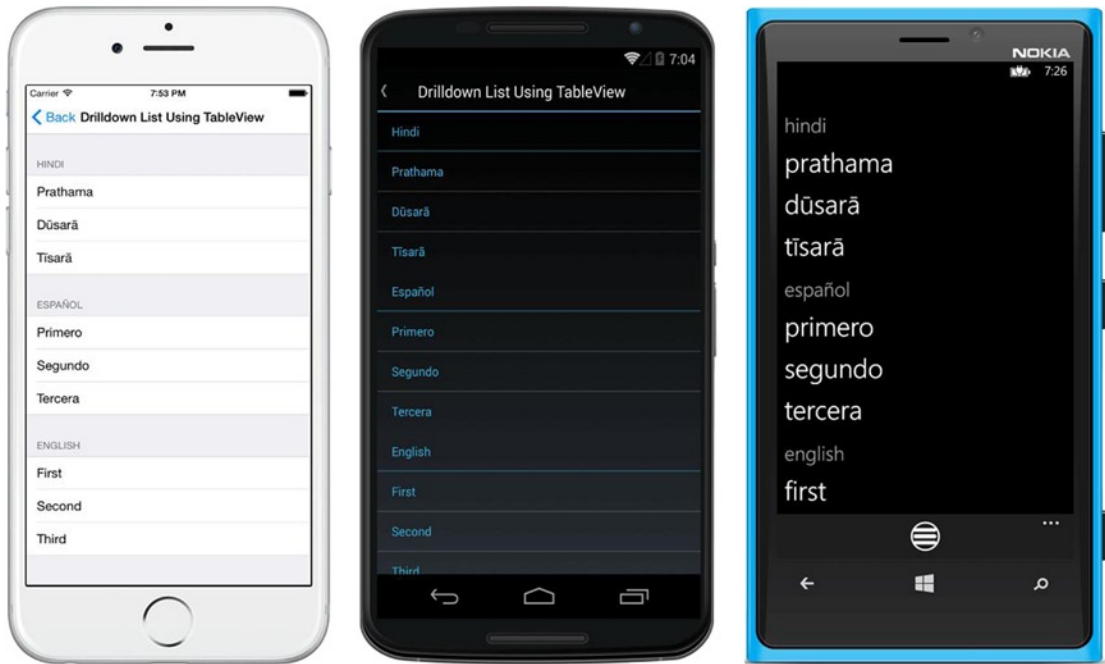 Carrier 7:53 PM
Back Drilldown List Using TableView
HINDI
Prathama
Dūsarā
Tīsarā
ESPAÑOL
Primero
Segundo
Tercera
ENGLISH
First
Second
Third
7:04
Drilldown List Using TableView
Hindi
Prathama
Dūsarā
Tīsarā
Español
Primero
Segundo
Tercera
English
First
Second
Third
NOKIA
7:26
hindi
prathama
dūsarā
tīsarā
español
primero
segundo
tercera
english
first